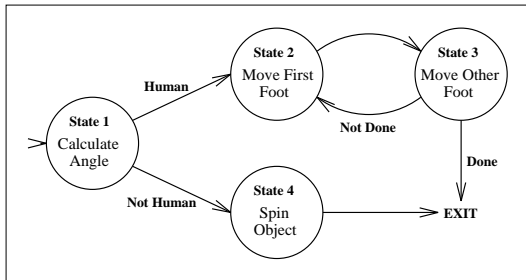 State 1
Calculate
Angle
Human
Not Human
State 2
Move First
Foot
State 3
Move Other
Foot
Not Done
Done
State 4
Spin
Object
EXIT